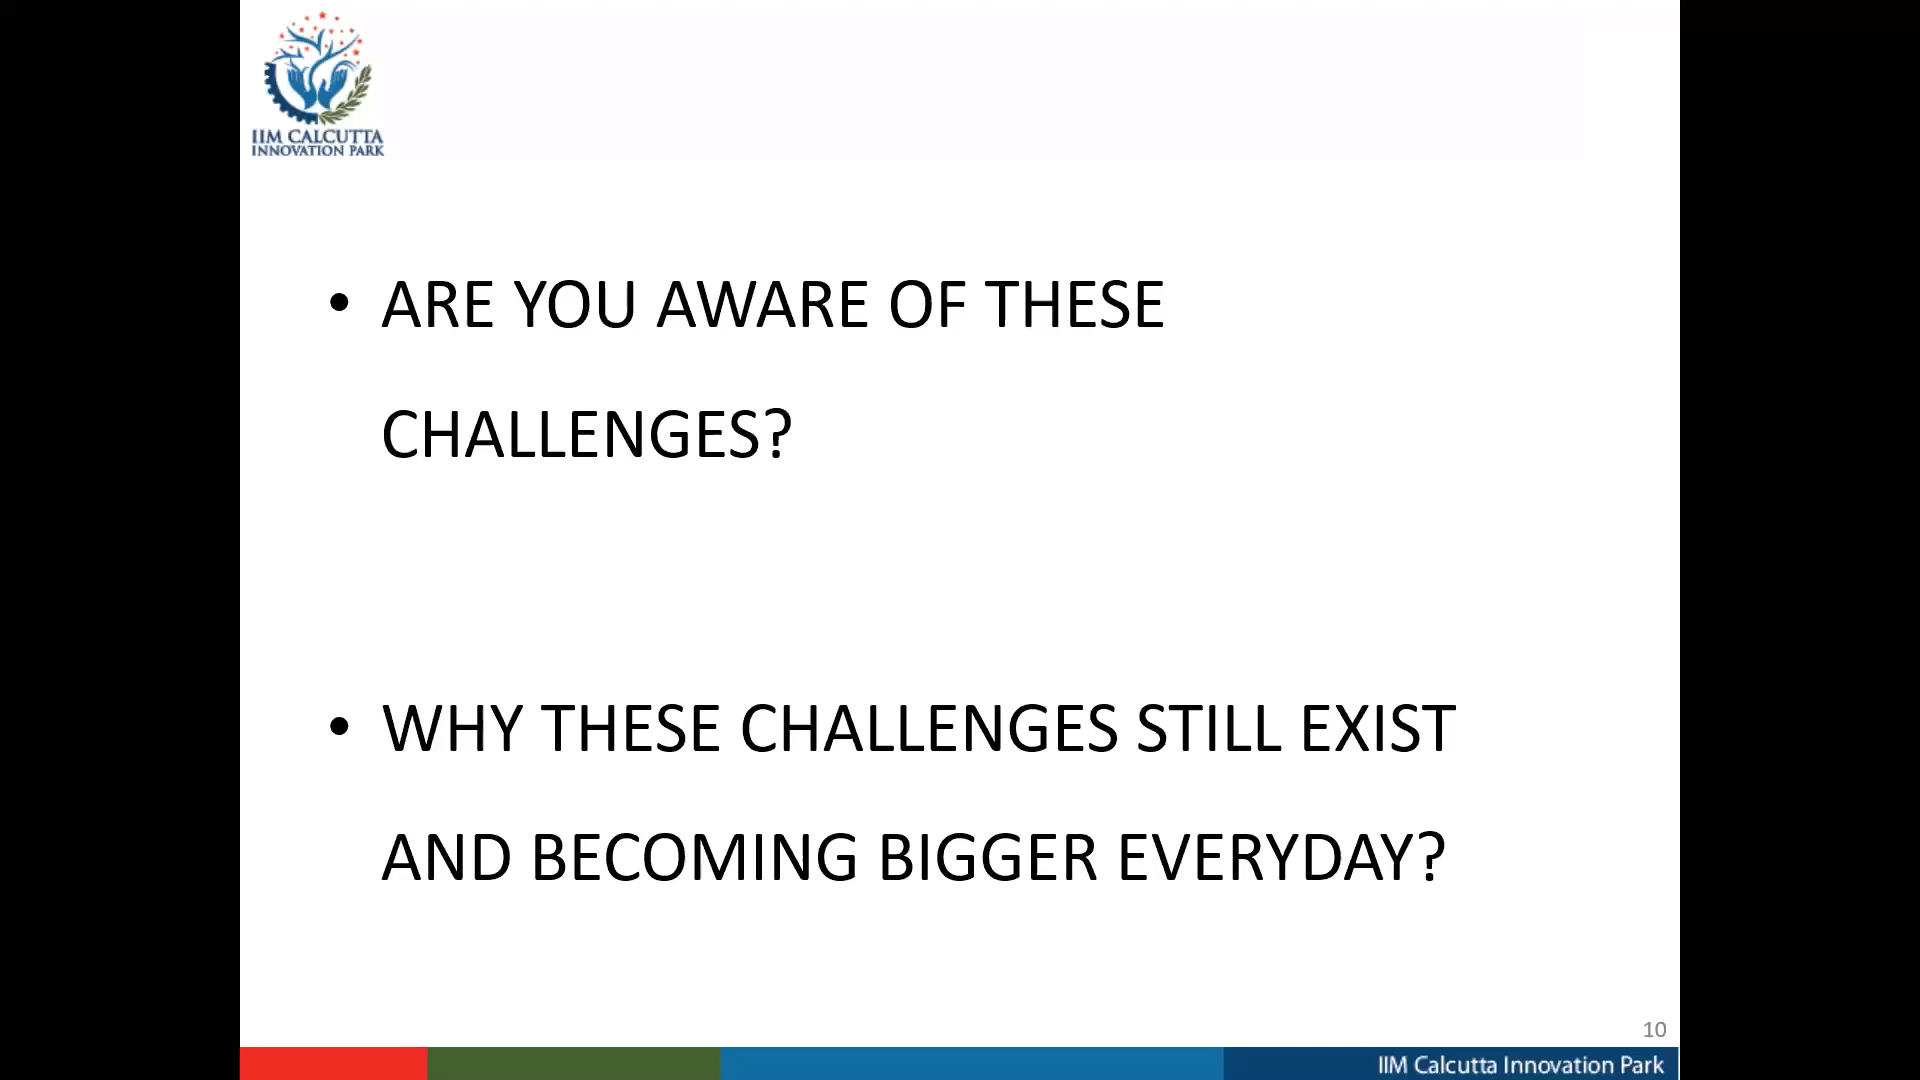 IIM CALCUTTA
INNOVATION PARK
• ARE YOU AWARE OF THESE
CHALLENGES?
• WHY THESE CHALLENGES STILL EXIST
AND BECOMING BIGGER EVERYDAY?
10
IIM Calcutta Innovation Park